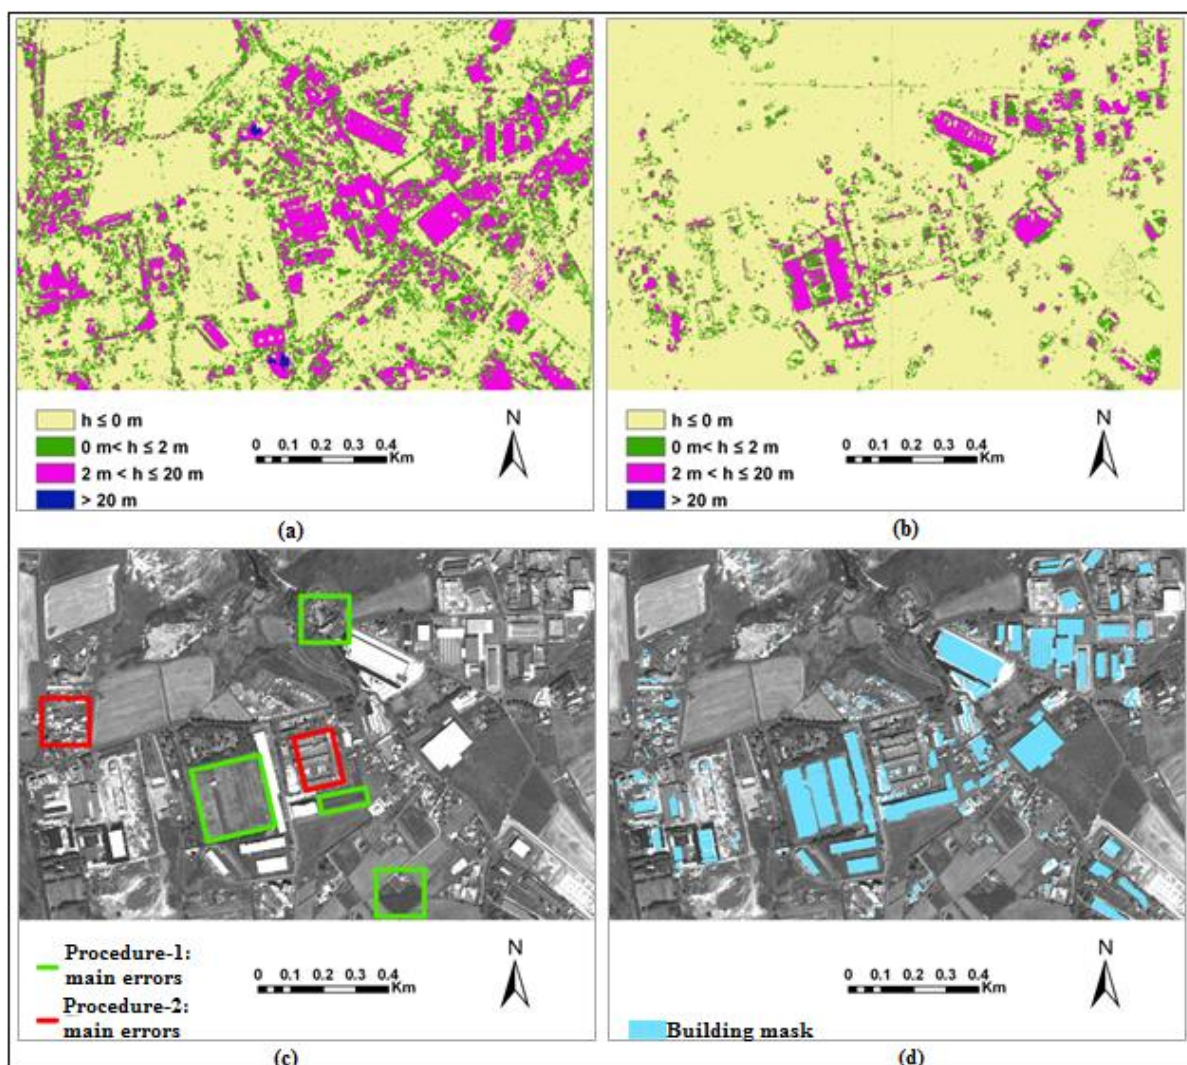 h ≤ 0 m
0 m< h ≤ 2 m
2 m < h ≤ 20 m
> 20 m
0 0.1 0.2 0.3 0.4
Km
N
(a)
h ≤ 0 m
0 m< h ≤ 2 m
2 m < h ≤ 20 m
> 20 m
0 0.1 0.2 0.3 0.4
Km
N
(b)
Procedure-1:
main errors
Procedure-2:
main errors
0 0.1 0.2 0.3 0.4
Km
N
(c)
Building mask
0 0.1 0.2 0.3 0.4
Km
N
(d)